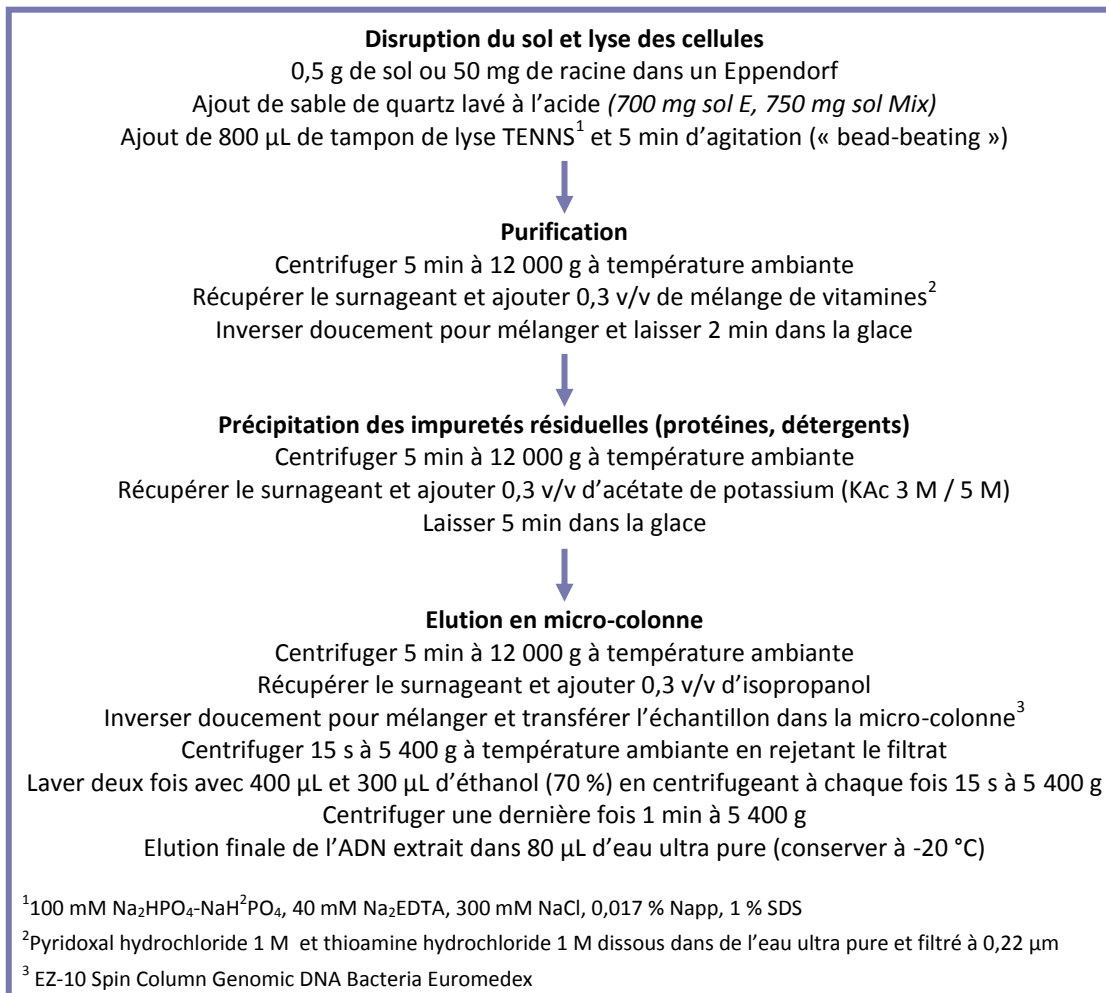 Disruption du sol et lyse des cellules
0,5 g de sol ou 50 mg de racine dans un Eppendorf
Ajout de sable de quartz lavé à l’acide (700 mg sol E, 750 mg sol Mix)
Ajout de 800 µL de tampon de lyse TENNS¹ et 5 min d’agitation (« bead-beating »)
Purification
Centrifuger 5 min à 12 000 g à température ambiante
Récupérer le surnageant et ajouter 0,3 v/v de mélange de vitamines²
Inverser doucement pour mélanger et laisser 2 min dans la glace
Précipitation des impuretés résiduelles (protéines, détergents)
Centrifuger 5 min à 12 000 g à température ambiante
Récupérer le surnageant et ajouter 0,3 v/v d’acétate de potassium (KAc 3 M / 5 M)
Laisser 5 min dans la glace
Elution en micro-colonne
Centrifuger 5 min à 12 000 g à température ambiante
Récupérer le surnageant et ajouter 0,3 v/v d’isopropanol
Inverser doucement pour mélanger et transférer l’échantillon dans la micro-colonne³
Centrifuger 15 s à 5 400 g à température ambiante en rejetant le filtrat
Laver deux fois avec 400 µL et 300 µL d’éthanol (70 %) en centrifugeant à chaque fois 15 s à 5 400 g
Centrifuger une dernière fois 1 min à 5 400 g
Elution finale de l’ADN extrait dans 80 µL d’eau ultra pure (conserver à -20 °C)
¹100 mM Na₂HPO₄-NaH²PO₄, 40 mM Na₂EDTA, 300 mM NaCl, 0,017 % Napp, 1 % SDS
²Pyridoxal hydrochloride 1 M et thioamine hydrochloride 1 M dissous dans de l’eau ultra pure et filtré à 0,22 µm
³ EZ-10 Spin Column Genomic DNA Bacteria Euromedex